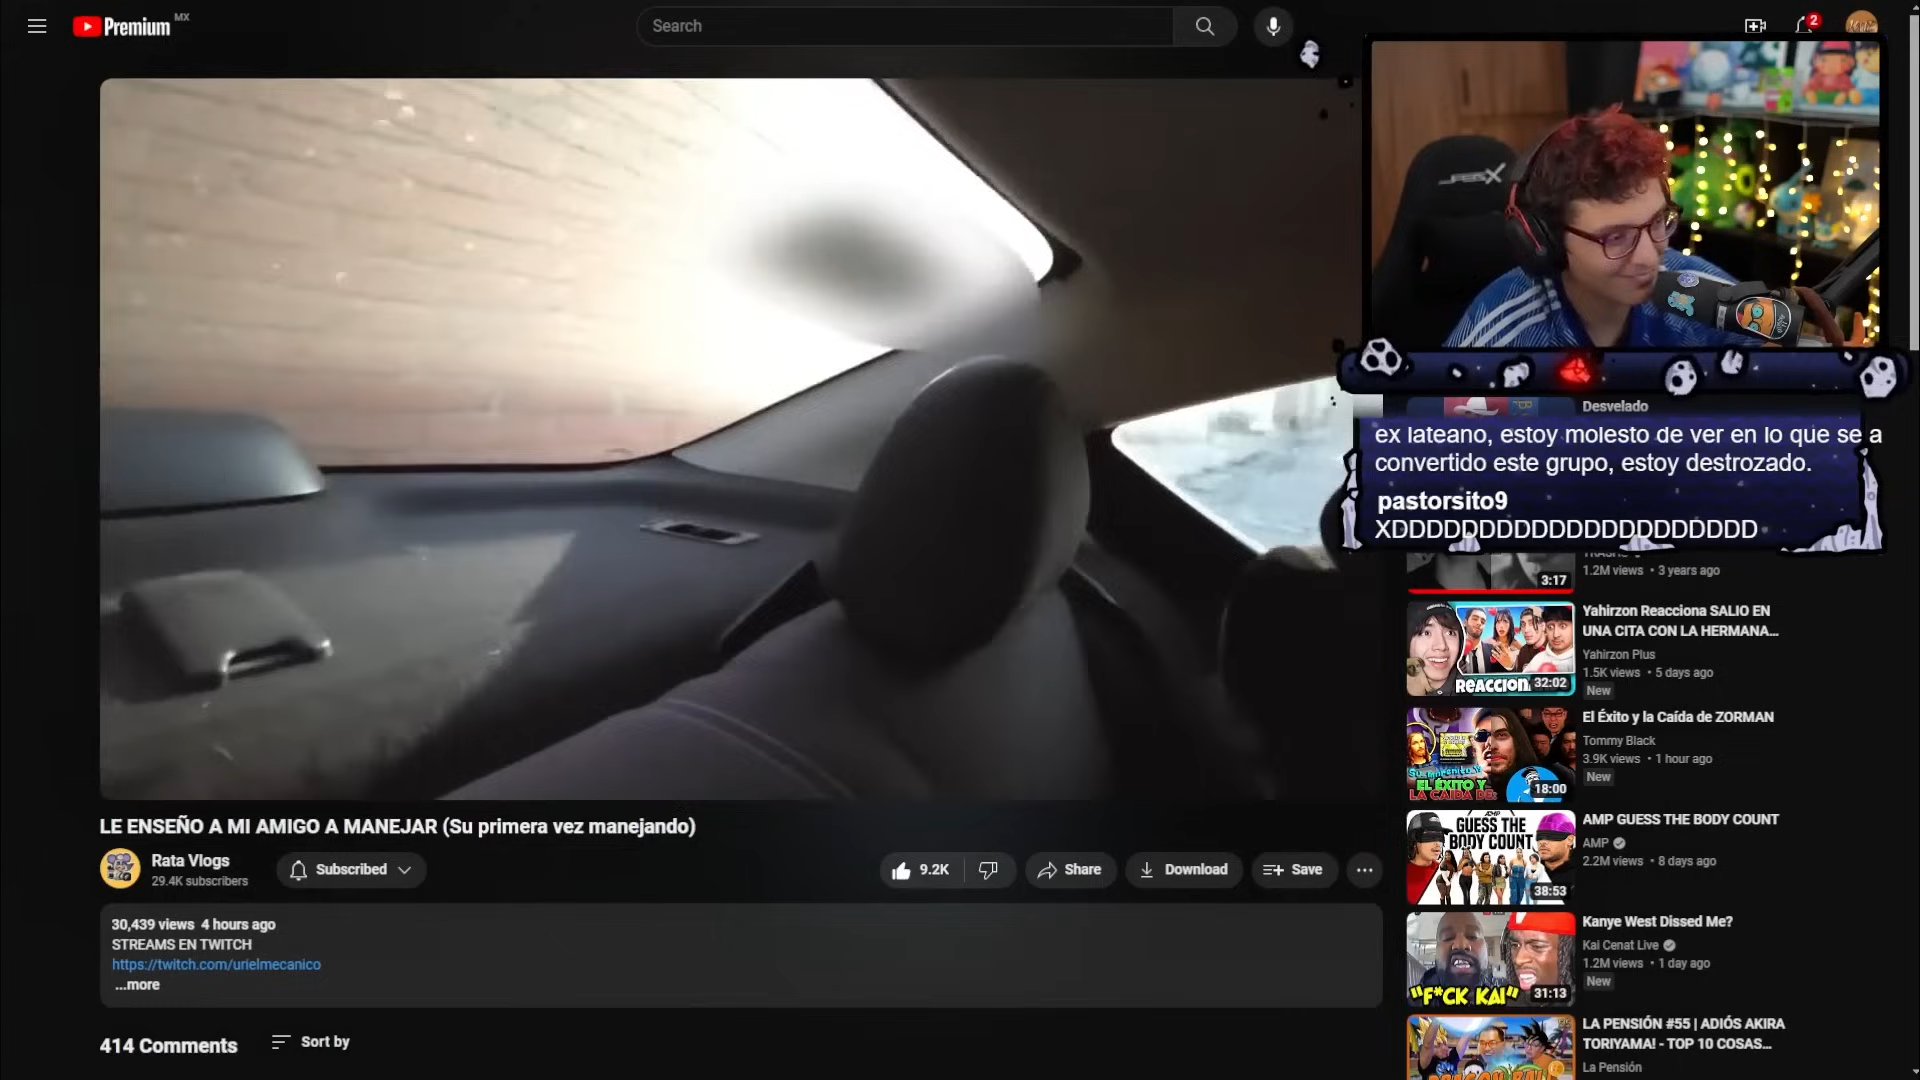 Premium MX
Search
2
LE ENSEÑO A MI AMIGO A MANEJAR (Su primera vez manejando)
Rata Vlogs
29.4K subscribers
Subscribed
9.2K
Share
Download
Save
30,439 views 4 hours ago
STREAMS EN TWITCH
https://twitch.com/urielmecanico
...more
414 Comments
Sort by
Desvelado
ex lateano, estoy molesto de ver en lo que se a
convertido este grupo, estoy destrozado.
pastorsito9
XDDDDDDDDDDDDDDDDDDDDD
3:17
1.2M views • 3 years ago
REACCION
32:02
Yahirzon Reacciona SALIO EN
UNA CITA CON LA HERMANA...
Yahirzon Plus
1.5K views • 5 days ago
New
EL ÉXITO Y
LA CAÍDA DE:
18:00
El Éxito y la Caída de ZORMAN
Tommy Black
3.9K views • 1 hour ago
New
AMP
GUESS THE
BODY COUNT
38:53
AMP GUESS THE BODY COUNT
AMP
2.2M views • 8 days ago
"F*CK KAI"
31:13
Kanye West Dissed Me?
Kai Cenat Live
1.2M views • 1 day ago
New
LA PENSIÓN #55 | ADIÓS AKIRA
TORIYAMA! - TOP 10 COSAS...
La Pensión